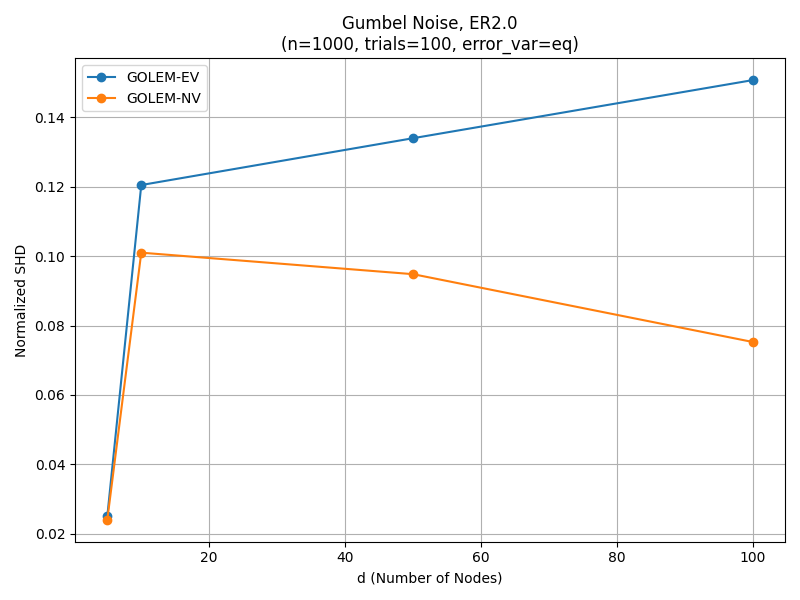 Gumbel Noise, ER2.0
(n=1000, trials=100, error_var=eq)
GOLEM-EV
GOLEM-NV
Normalized SHD
0.14
0.12
0.10
0.08
0.06
0.04
0.02
20 40 60 80 100
d (Number of Nodes)